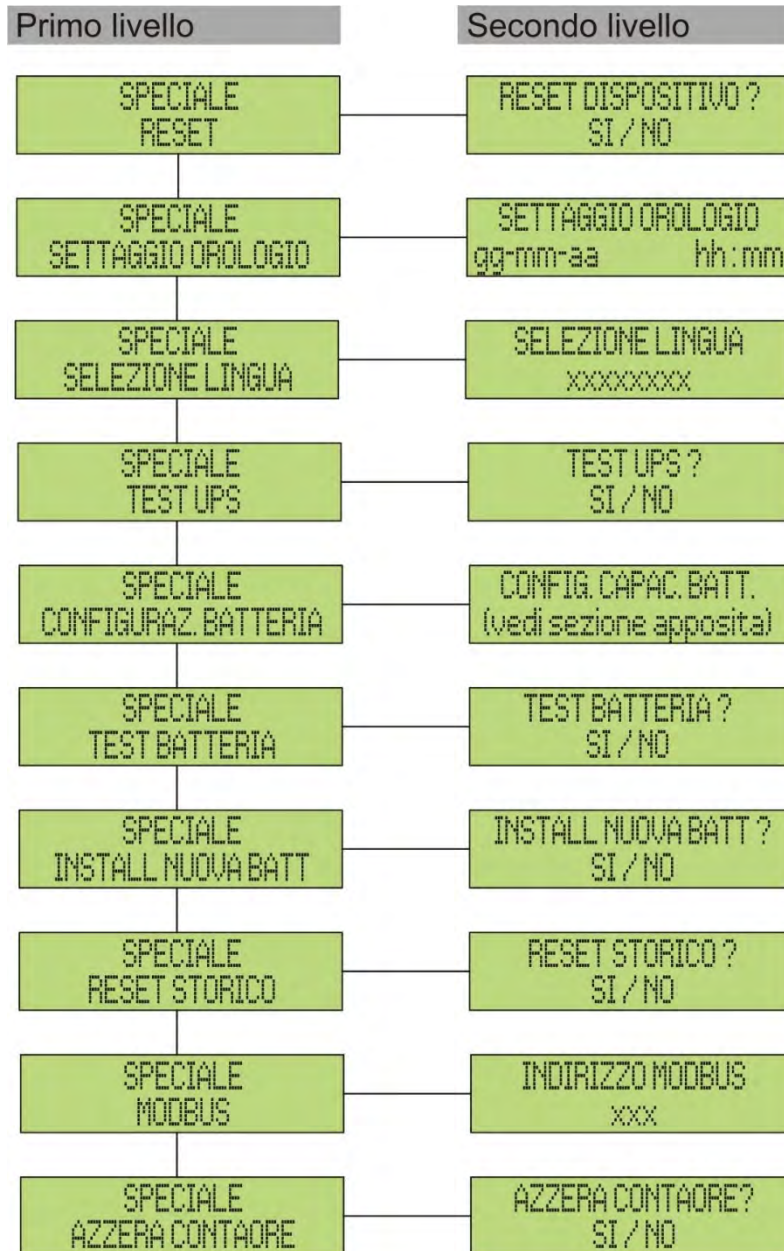 Primo livello
Secondo livello
SPECIALE
RESET
RESET DISPOSITIVO ?
SI / NO
SPECIALE
SETTAGGIO OROLOGIO
SETTAGGIO OROLOGIO
gg-mm-aa hh:mm
SPECIALE
SELEZIONE LINGUA
SELEZIONE LINGUA
xxxxxxxx
SPECIALE
TEST UPS
TEST UPS ?
SI / NO
SPECIALE
CONFIGURAZ. BATTERIA
CONFIG. CAPAC. BATT.
(vedi sezione apposita)
SPECIALE
TEST BATTERIA
TEST BATTERIA ?
SI / NO
SPECIALE
INSTALL NUOVA BATT
INSTALL NUOVA BATT ?
SI / NO
SPECIALE
RESET STORICO
RESET STORICO ?
SI / NO
SPECIALE
MODBUS
INDIRIZZO MODBUS
xxx
SPECIALE
AZZERA CONTAORE
AZZERA CONTAORE?
SI / NO